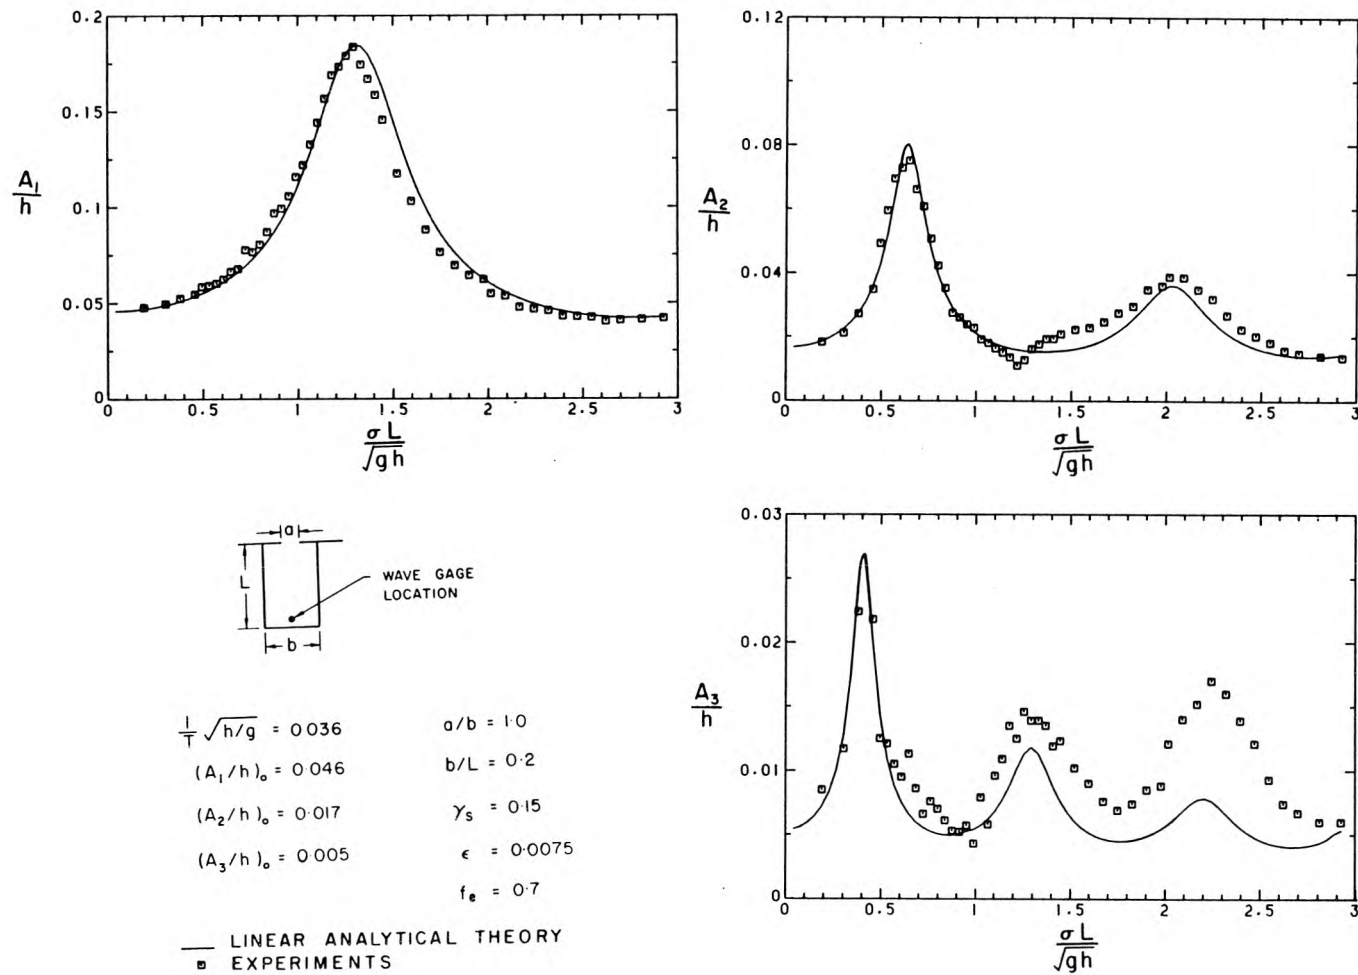 0.2
0.15
0.1
0.05
0
A₁/h
0 0.5 1 1.5 2 2.5 3
σL/√gh
0.12
0.08
0.04
0
A₂/h
0 0.5 1 1.5 2 2.5 3
σL/√gh
a
L
b
WAVE GAGE
LOCATION
1/T √h/g = 0.036
(A₁/h)₀ = 0.046
(A₂/h)₀ = 0.017
(A₃/h)₀ = 0.005
a/b = 1.0
b/L = 0.2
γₛ = 0.15
ϵ = 0.0075
fₑ = 0.7
LINEAR ANALYTICAL THEORY
EXPERIMENTS
0.03
0.02
0.01
0
A₃/h
0 0.5 1 1.5 2 2.5 3
σL/√gh